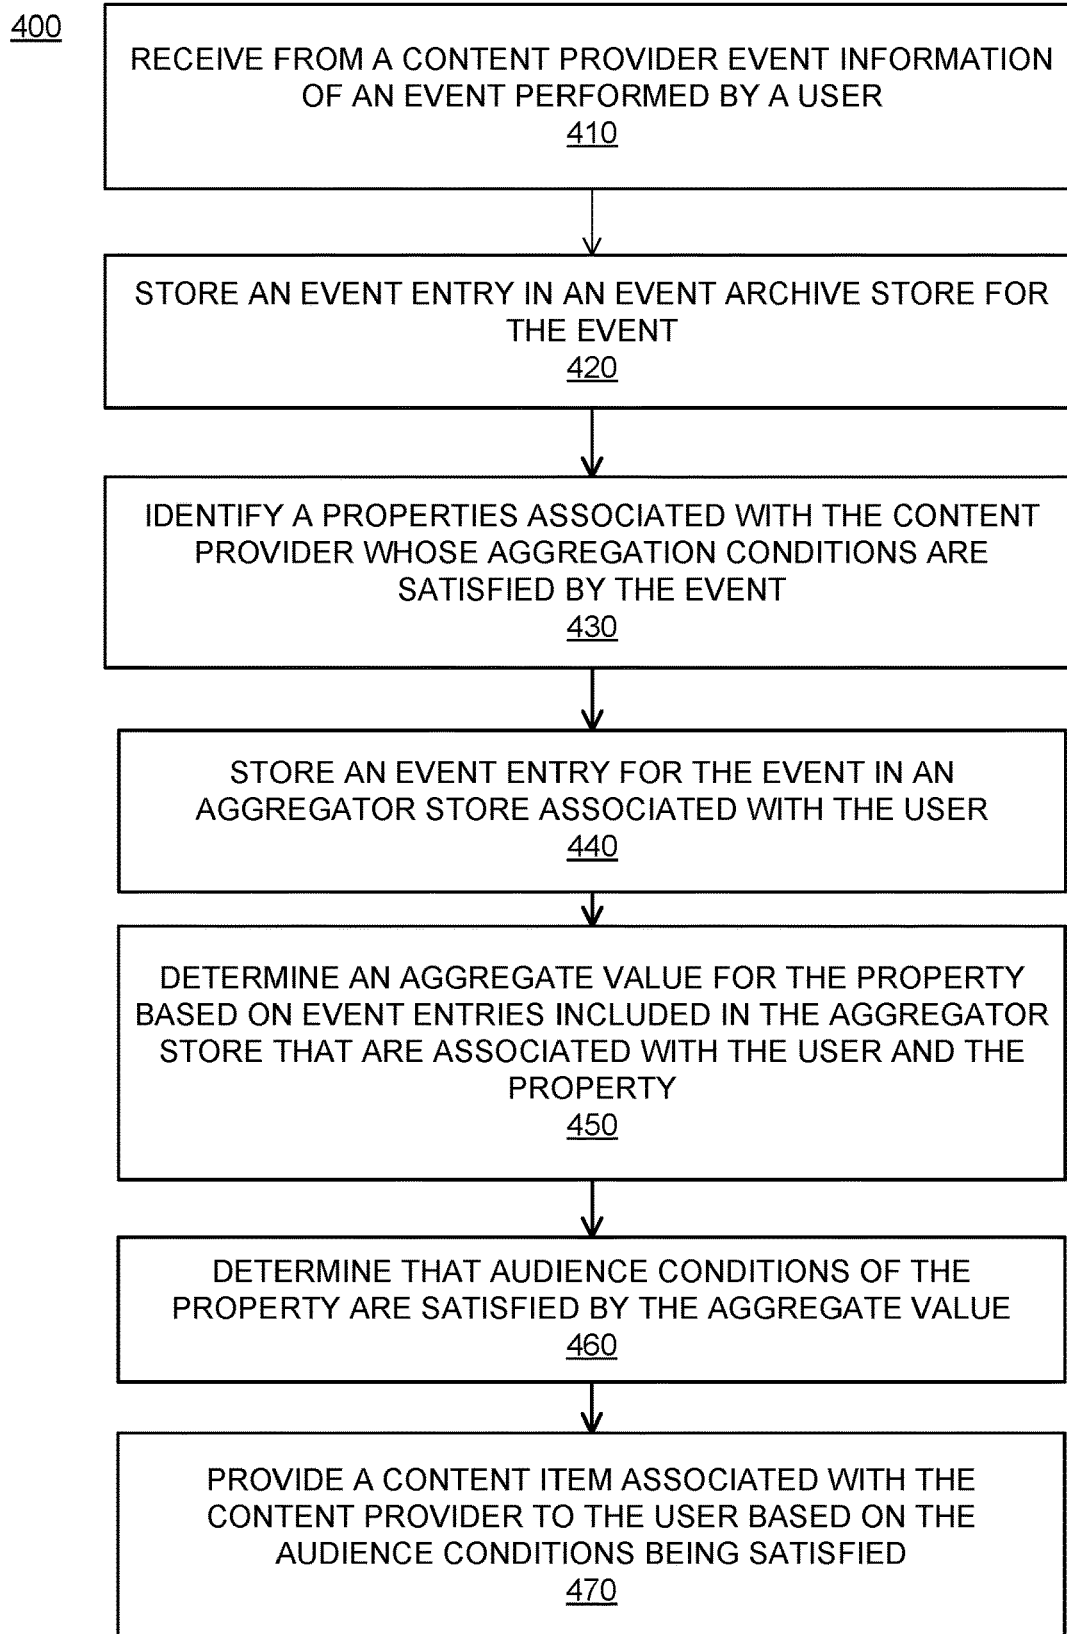 400
RECEIVE FROM A CONTENT PROVIDER EVENT INFORMATION
OF AN EVENT PERFORMED BY A USER
410
STORE AN EVENT ENTRY IN AN EVENT ARCHIVE STORE FOR
THE EVENT
420
IDENTIFY A PROPERTIES ASSOCIATED WITH THE CONTENT
PROVIDER WHOSE AGGREGATION CONDITIONS ARE
SATISFIED BY THE EVENT
430
STORE AN EVENT ENTRY FOR THE EVENT IN AN
AGGREGATOR STORE ASSOCIATED WITH THE USER
440
DETERMINE AN AGGREGATE VALUE FOR THE PROPERTY
BASED ON EVENT ENTRIES INCLUDED IN THE AGGREGATOR
STORE THAT ARE ASSOCIATED WITH THE USER AND THE
PROPERTY
450
DETERMINE THAT AUDIENCE CONDITIONS OF THE
PROPERTY ARE SATISFIED BY THE AGGREGATE VALUE
460
PROVIDE A CONTENT ITEM ASSOCIATED WITH THE
CONTENT PROVIDER TO THE USER BASED ON THE
AUDIENCE CONDITIONS BEING SATISFIED
470